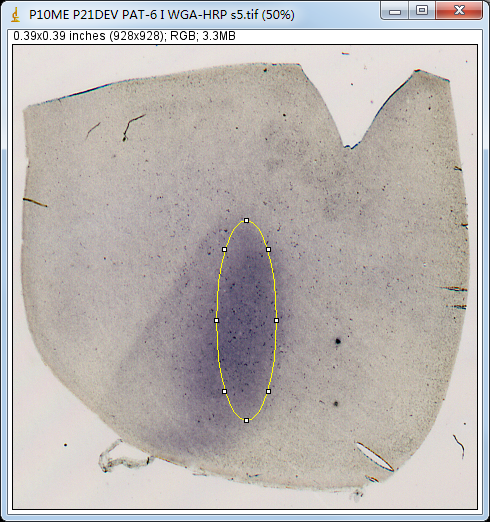 P10ME P21DEV PAT-6 I WGA-HRP s5.tif (50%)
0.39x0.39 inches (928x928); RGB; 3.3MB